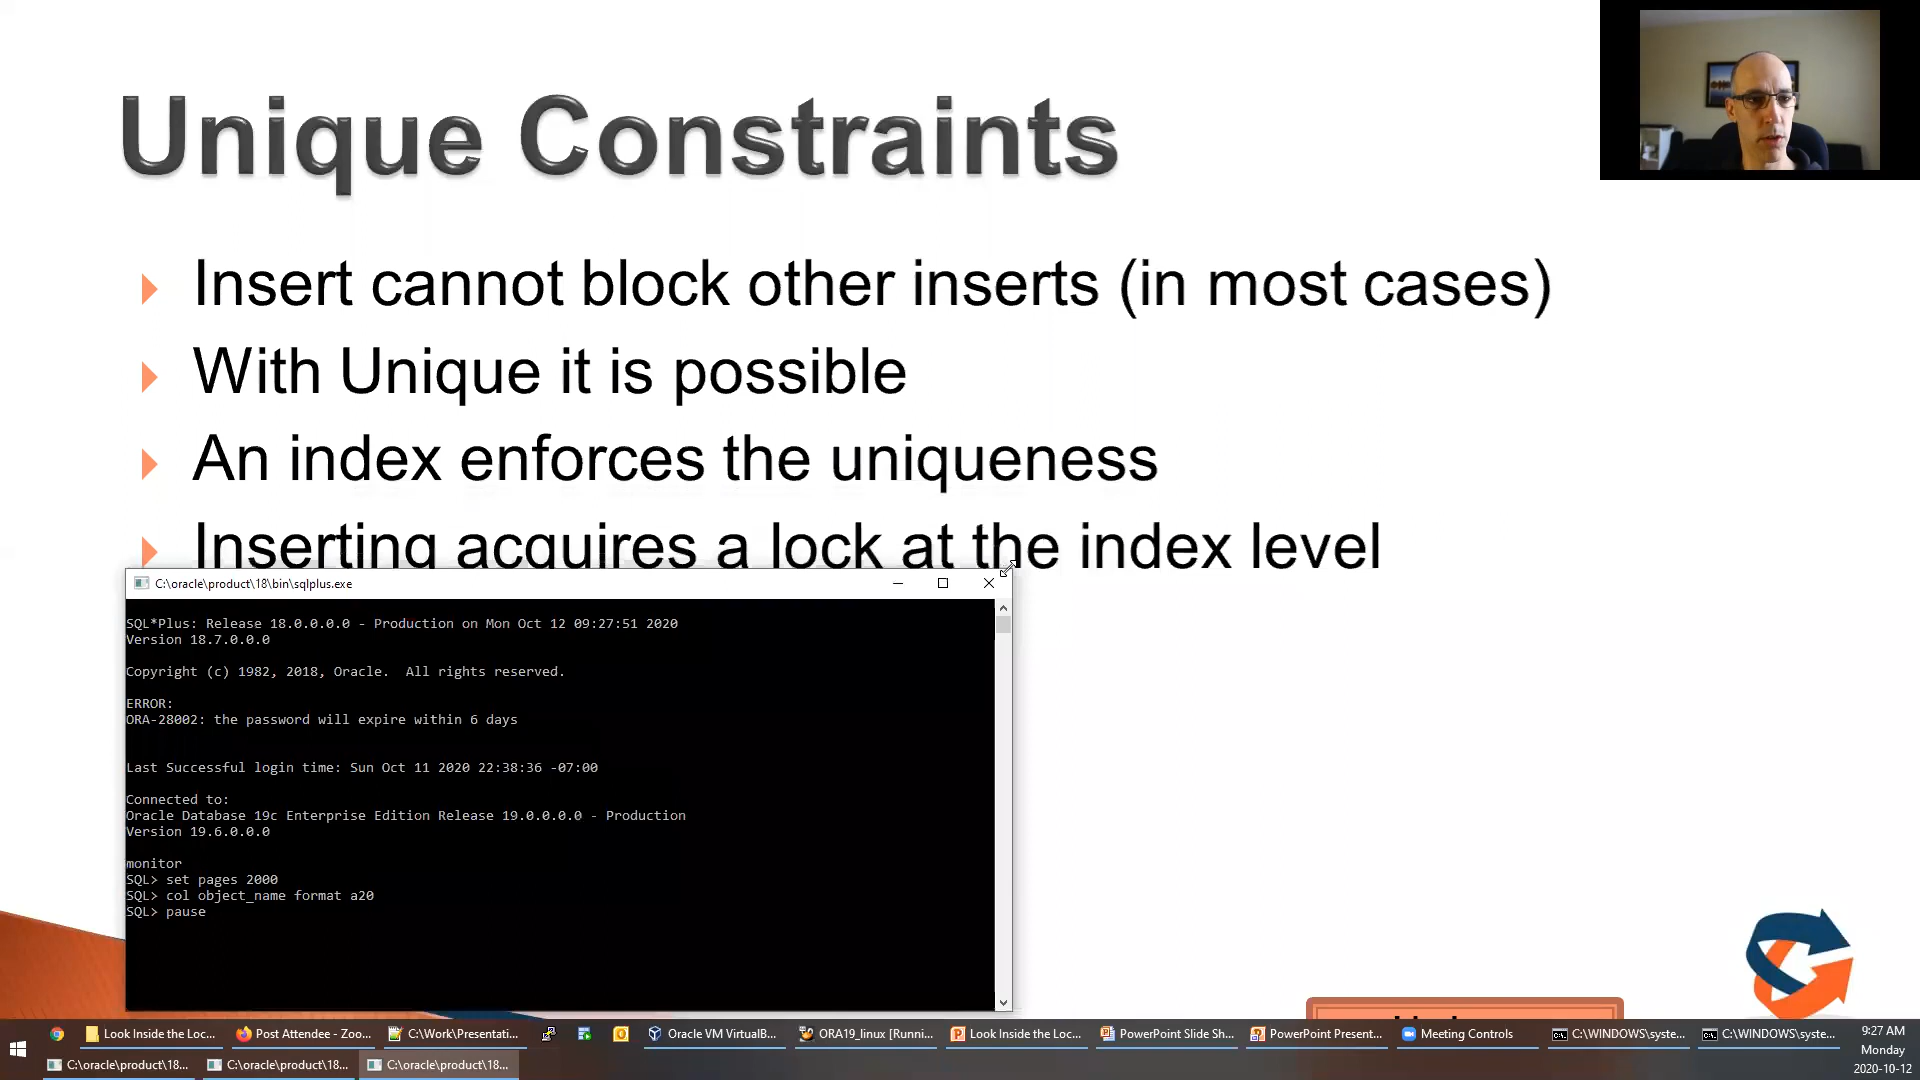 Unique Constraints
Insert cannot block other inserts (in most cases)
With Unique it is possible
An index enforces the uniqueness
Inserting acquires a lock at the index level
C:\oracle\product\18\bin\sqlplus.exe
SQL*Plus: Release 18.0.0.0.0 - Production on Mon Oct 12 09:27:51 2020
Version 18.7.0.0.0
Copyright (c) 1982, 2018, Oracle.  All rights reserved.
ERROR:
ORA-28002: the password will expire within 6 days
Last Successful login time: Sun Oct 11 2020 22:38:36 -07:00
Connected to:
Oracle Database 19c Enterprise Edition Release 19.0.0.0.0 - Production
Version 19.6.0.0.0
monitor
SQL> set pages 2000
SQL> col object_name format a20
SQL> pause
Look Inside the Loc... Post Attendee - Zoo... C:\Work\Presentati... Oracle VM VirtualB... ORA19_linux [Runni... Look Inside the Loc... PowerPoint Slide Sh... PowerPoint Present... Meeting Controls C:\WINDOWS\syste... C:\WINDOWS\syste... 9:27 AM
Monday
C:\oracle\product\18... C:\oracle\product\18... C:\oracle\product\18... 2020-10-12